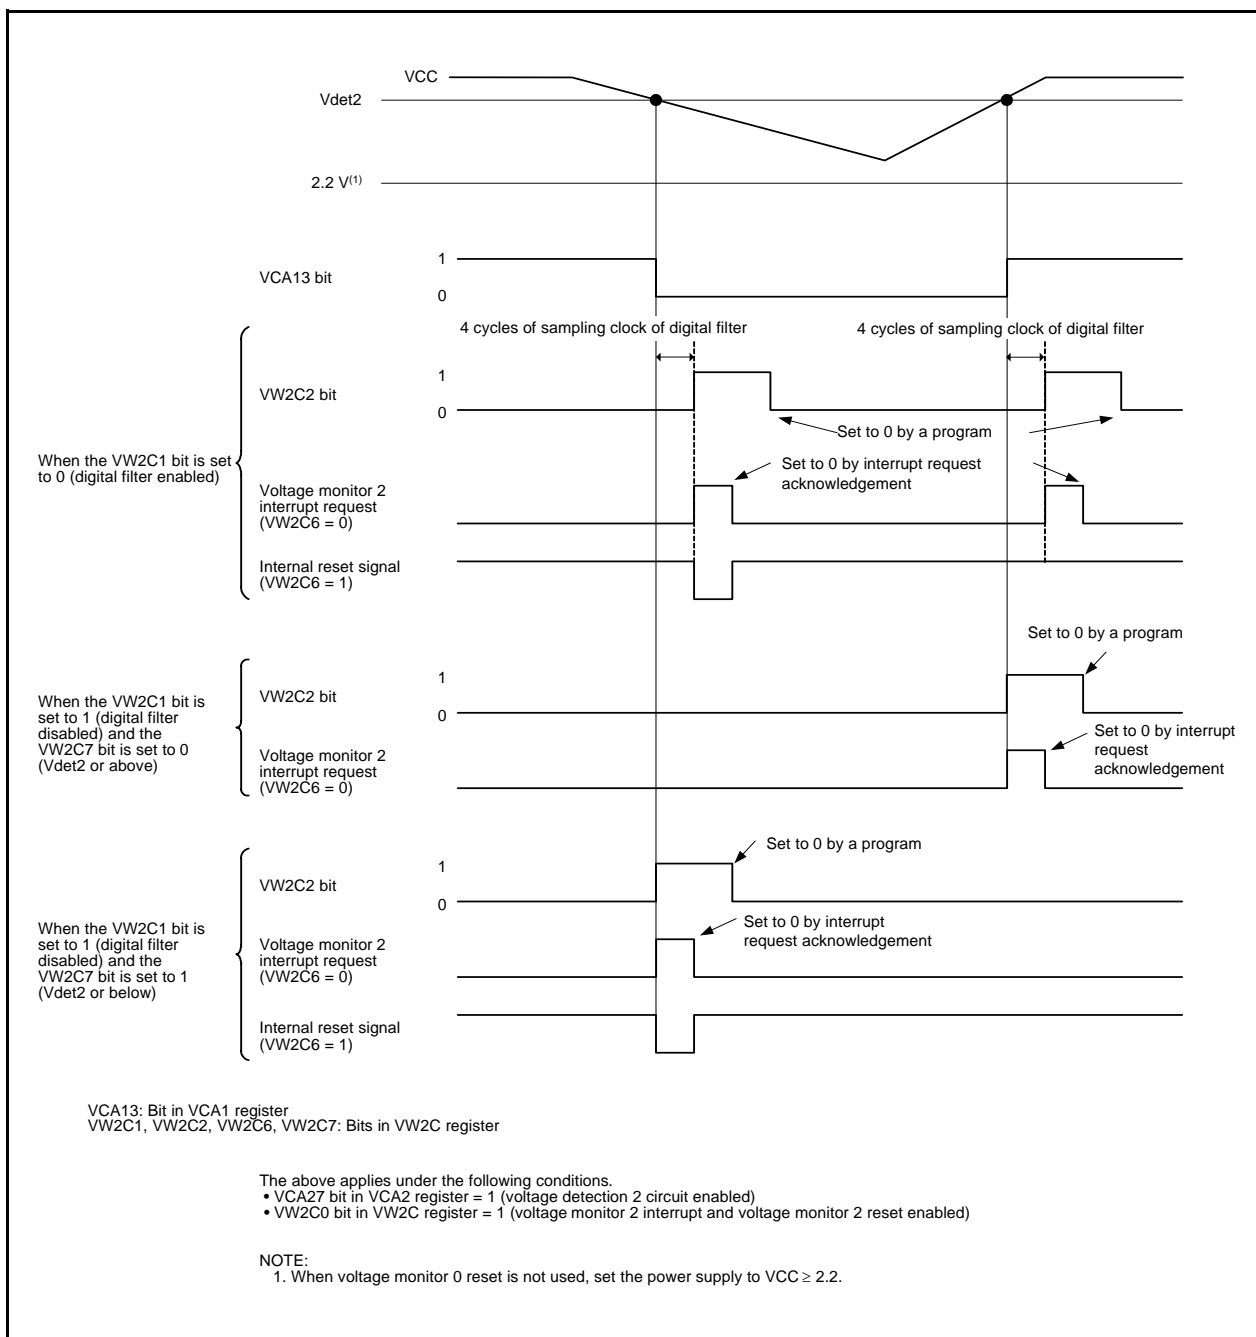 VCC
Vdet2
2.2 V(1)
1
VCA13 bit
0
4 cycles of sampling clock of digital filter
4 cycles of sampling clock of digital filter
1
VW2C2 bit
0
Set to 0 by a program
When the VW2C1 bit is set
to 0 (digital filter enabled)
Set to 0 by interrupt request
acknowledgement
Voltage monitor 2
interrupt request
(VW2C6 = 0)
Internal reset signal
(VW2C6 = 1)
Set to 0 by a program
1
VW2C2 bit
0
When the VW2C1 bit is
set to 1 (digital filter
disabled) and the
VW2C7 bit is set to 0
(Vdet2 or above)
Set to 0 by interrupt
request
acknowledgement
Voltage monitor 2
interrupt request
(VW2C6 = 0)
Set to 0 by a program
1
VW2C2 bit
0
When the VW2C1 bit is
set to 1 (digital filter
disabled) and the
VW2C7 bit is set to 1
(Vdet2 or below)
Set to 0 by interrupt
request acknowledgement
Voltage monitor 2
interrupt request
(VW2C6 = 0)
Internal reset signal
(VW2C6 = 1)
VCA13: Bit in VCA1 register
VW2C1, VW2C2, VW2C6, VW2C7: Bits in VW2C register
The above applies under the following conditions.
• VCA27 bit in VCA2 register = 1 (voltage detection 2 circuit enabled)
• VW2C0 bit in VW2C register = 1 (voltage monitor 2 interrupt and voltage monitor 2 reset enabled)
NOTE:
1. When voltage monitor 0 reset is not used, set the power supply to VCC ≥ 2.2.